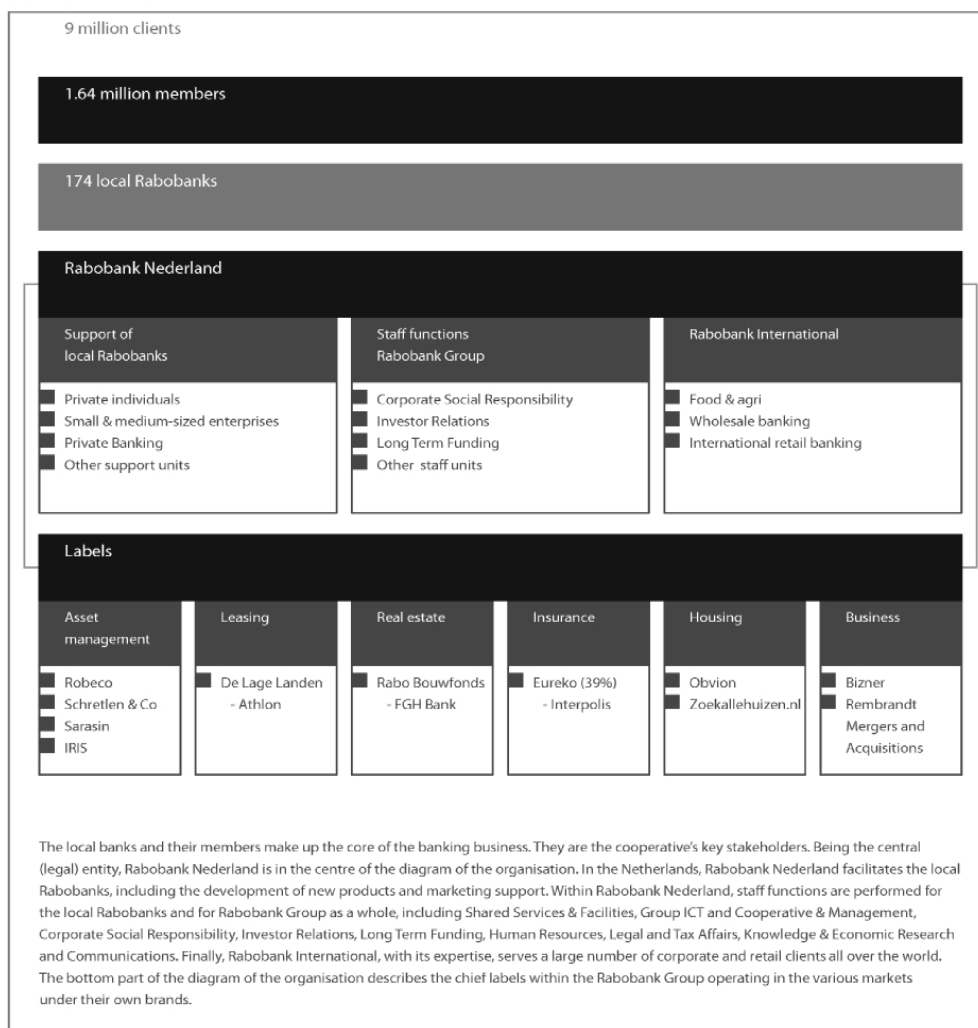 9 million clients
1.64 million members
174 local Rabobanks
Rabobank Nederland
Support of
local Rabobanks
Private individuals
Small & medium-sized enterprises
Private Banking
Other support units
Staff functions
Rabobank Group
Corporate Social Responsibility
Investor Relations
Long Term Funding
Other staff units
Rabobank International
Food & agri
Wholesale banking
International retail banking
Labels
Asset
management
Robeco
Schretlen & Co
Sarasin
IRIS
Leasing
De Lage Landen
- Athlon
Real estate
Rabo Bouwfonds
- FGH Bank
Insurance
Eureko (39%)
- Interpolis
Housing
Obvion
Zoekallehuizen.nl
Business
Bizner
Rembrandt
Mergers and
Acquisitions
The local banks and their members make up the core of the banking business. They are the cooperative's key stakeholders. Being the central
(legal) entity, Rabobank Nederland is in the centre of the diagram of the organisation. In the Netherlands, Rabobank Nederland facilitates the local
Rabobanks, including the development of new products and marketing support. Within Rabobank Nederland, staff functions are performed for
the local Rabobanks and for Rabobank Group as a whole, including Shared Services & Facilities, Group ICT and Cooperative & Management,
Corporate Social Responsibility, Investor Relations, Long Term Funding, Human Resources, Legal and Tax Affairs, Knowledge & Economic Research
and Communications. Finally, Rabobank International, with its expertise, serves a large number of corporate and retail clients all over the world.
The bottom part of the diagram of the organisation describes the chief labels within the Rabobank Group operating in the various markets
under their own brands.